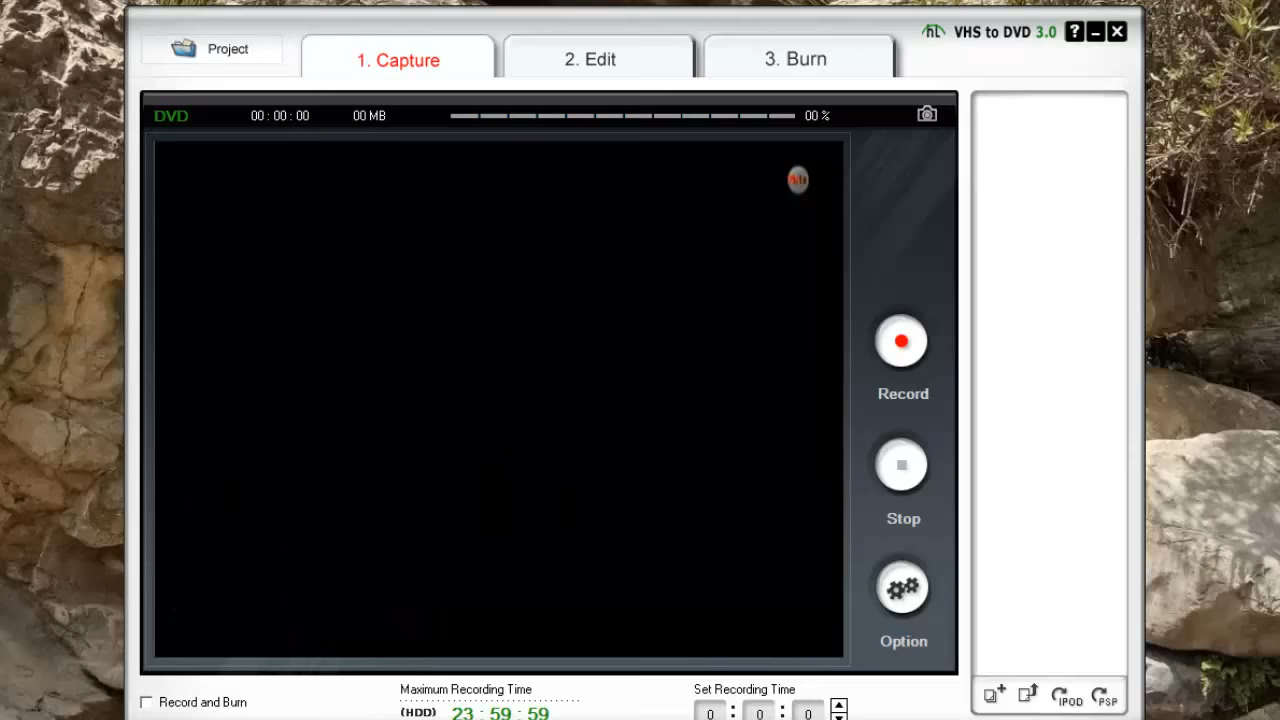 Project
1. Capture
2. Edit
3. Burn
VHS to DVD 3.0 ?
DVD 00 : 00 : 00 00 MB 00 %
Record
Stop
Option
Record and Burn
Maximum Recording Time
(HDD) 23 : 59 : 59
Set Recording Time
0 : 0 : 0
IPOD
PSP